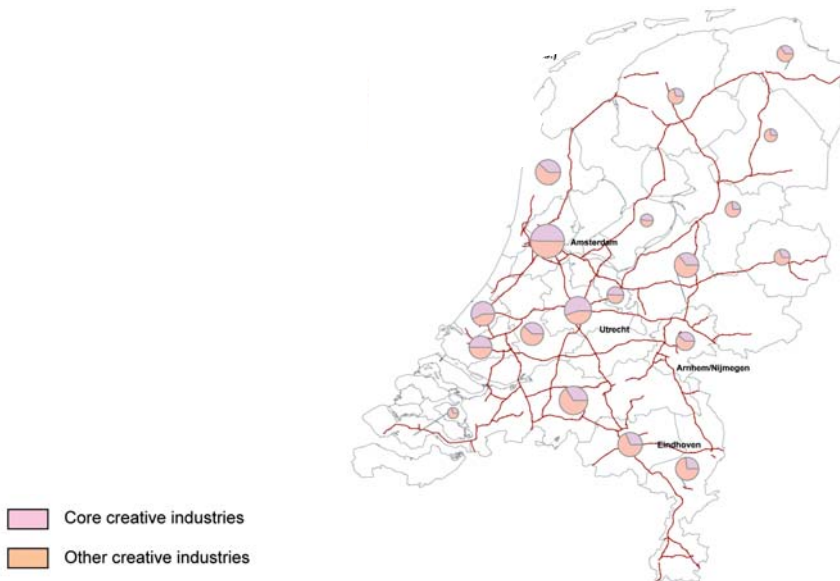 Amsterdam
Utrecht
Arnhem/Nijmegen
Eindhoven
Core creative industries
Other creative industries